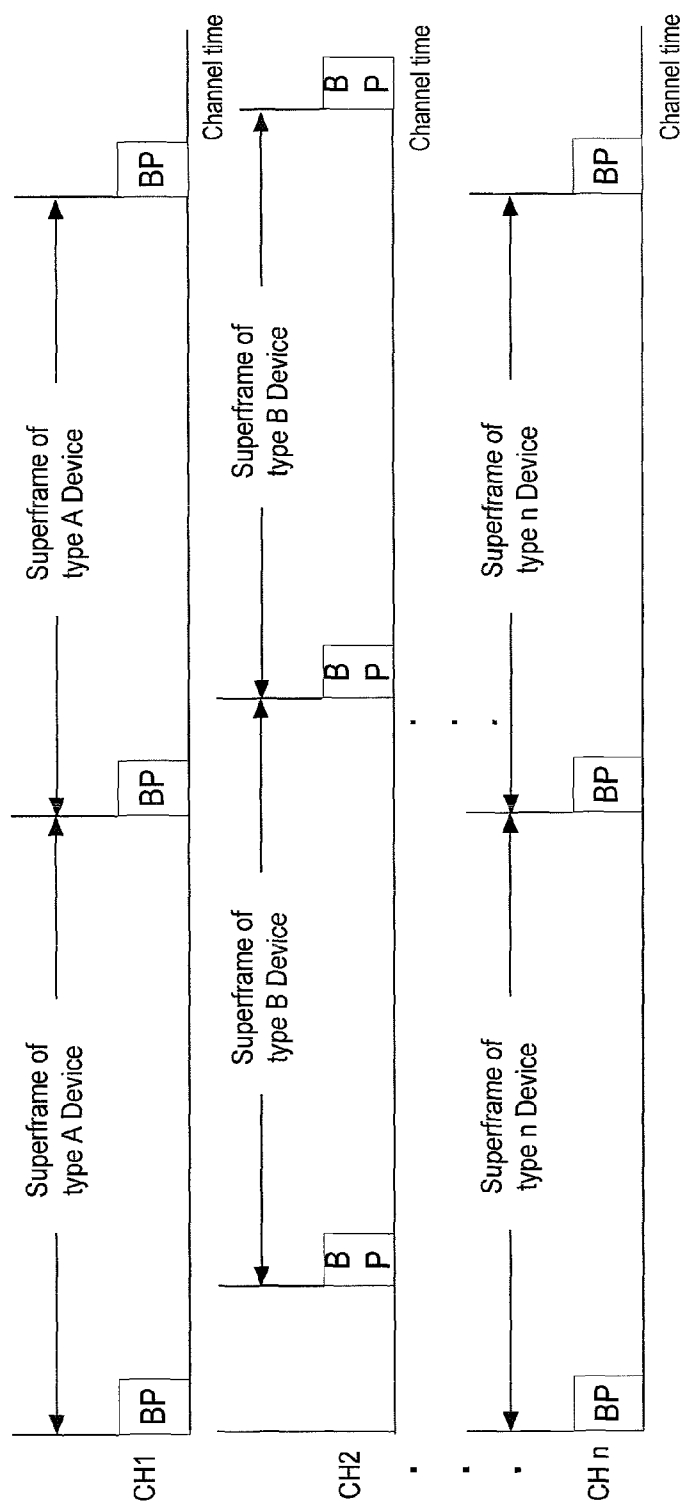 CH1
Superframe of
type A Device
Superframe of
type A Device
BP
BP
BP
Channel time
CH2
Superframe of
type B Device
Superframe of
type B Device
B
P
B
P
B
P
Channel time
CH n
Superframe of
type n Device
Superframe of
type n Device
BP
BP
BP
Channel time